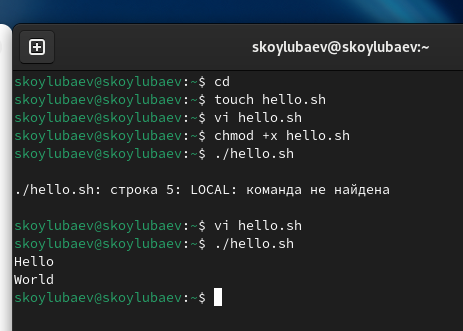 skoylubaev@skoylubaev:~
skoylubaev@skoylubaev:~$ cd
skoylubaev@skoylubaev:~$ touch hello.sh
skoylubaev@skoylubaev:~$ vi hello.sh
skoylubaev@skoylubaev:~$ chmod +x hello.sh
skoylubaev@skoylubaev:~$ ./hello.sh
./hello.sh: строка 5: LOCAL: команда не найдена
skoylubaev@skoylubaev:~$ vi hello.sh
skoylubaev@skoylubaev:~$ ./hello.sh
Hello
World
skoylubaev@skoylubaev:~$